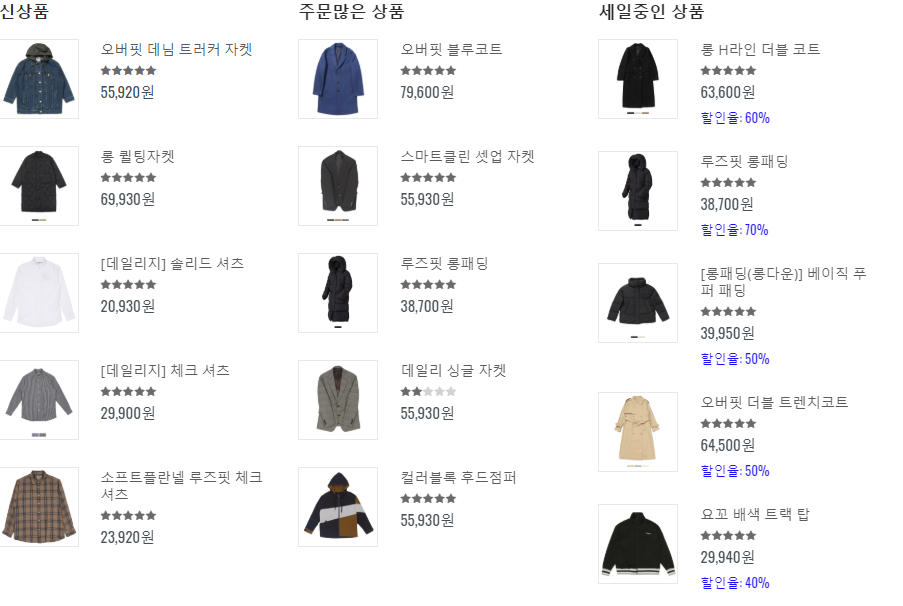 신상품
오버핏 데님 트러커 자켓
55,920원
롱 퀼팅자켓
69,930원
[데일리지] 솔리드 셔츠
20,930원
[데일리지] 체크 셔츠
29,900원
소프트플란넬 루즈핏 체크
셔츠
23,920원
주문많은 상품
오버핏 블루코트
79,600원
스마트클린 셋업 자켓
55,930원
루즈핏 롱패딩
38,700원
데일리 싱글 자켓
55,930원
컬러블록 후드점퍼
55,930원
세일중인 상품
롱 H라인 더블 코트
63,600원
할인율: 60%
루즈핏 롱패딩
38,700원
할인율: 70%
[롱패딩(롱다운)] 베이직 푸
퍼 패딩
39,950원
할인율: 50%
오버핏 더블 트렌치코트
64,500원
할인율: 50%
요꼬 배색 트랙 탑
29,940원
할인율: 40%